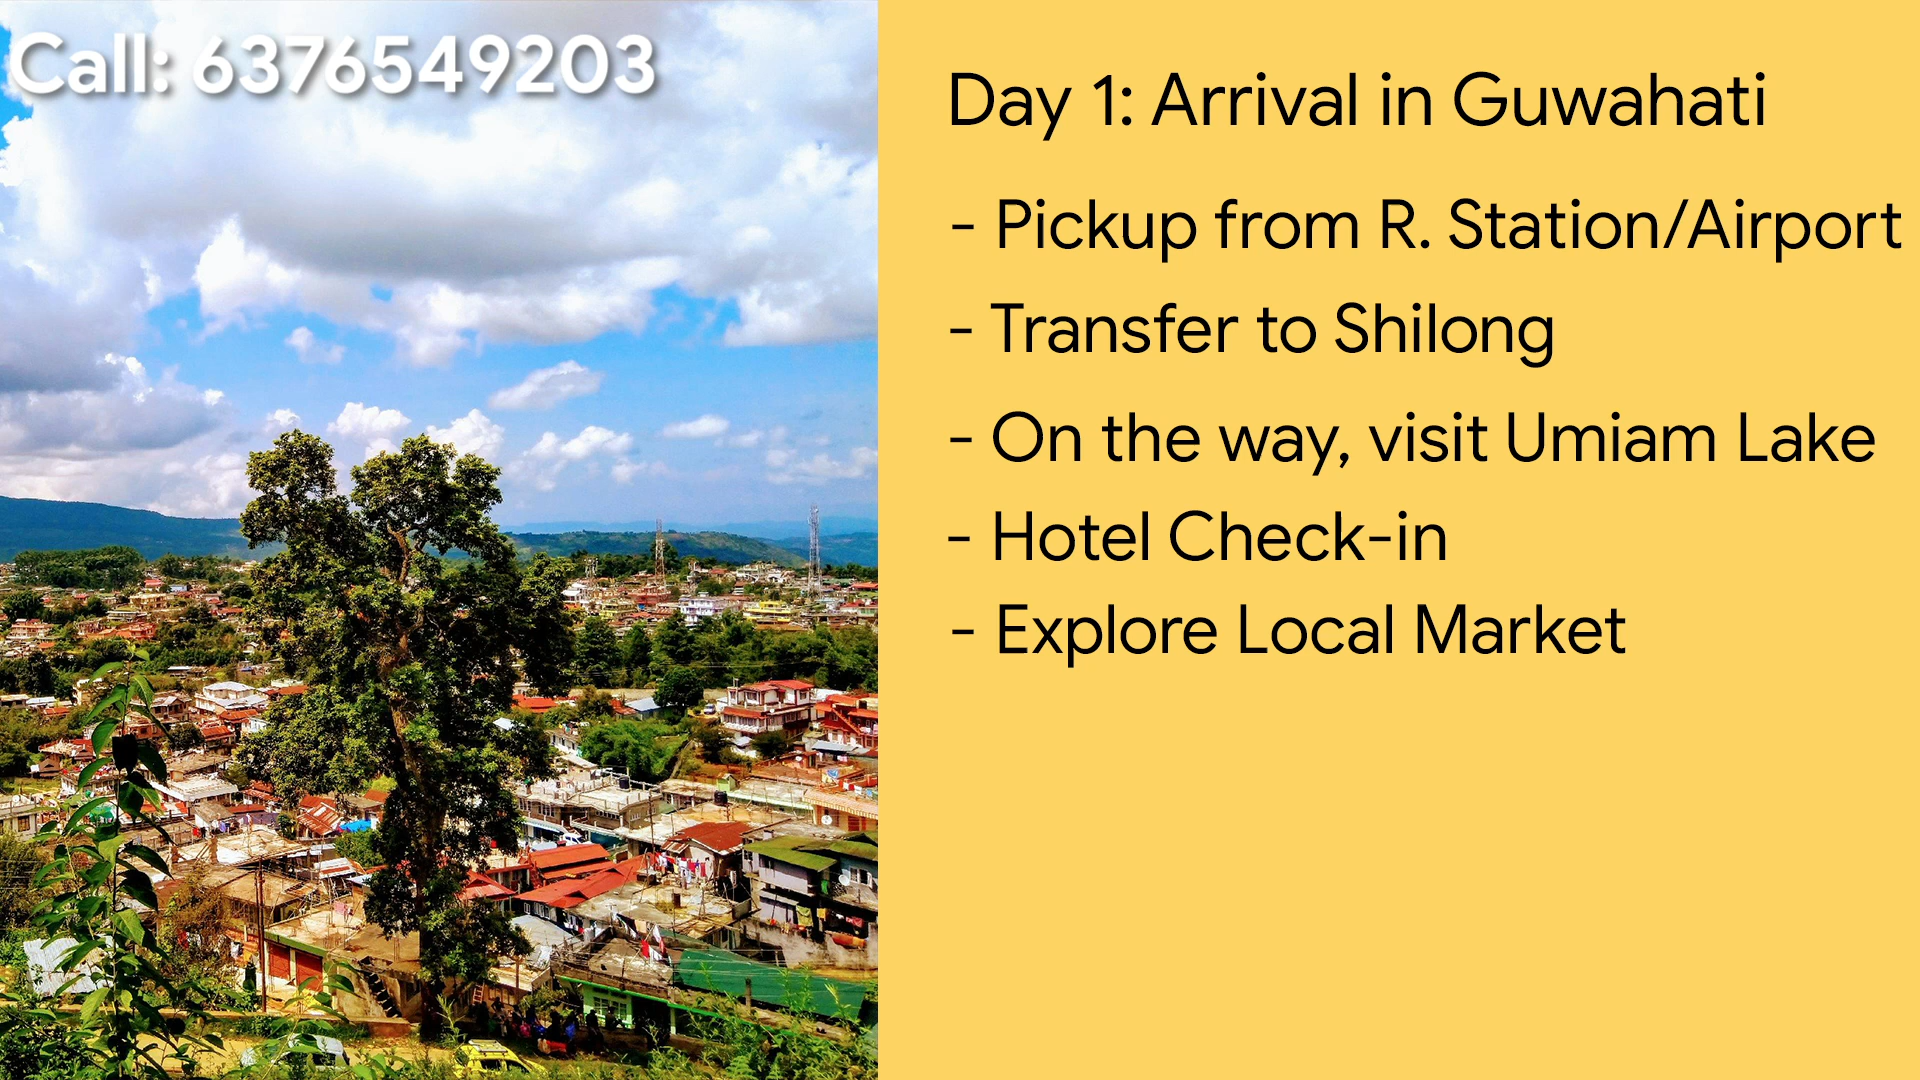 Call: 6376549203
Day 1: Arrival in Guwahati
- Pickup from R. Station/Airport
- Transfer to Shilong
- On the way, visit Umiam Lake
- Hotel Check-in
- Explore Local Market